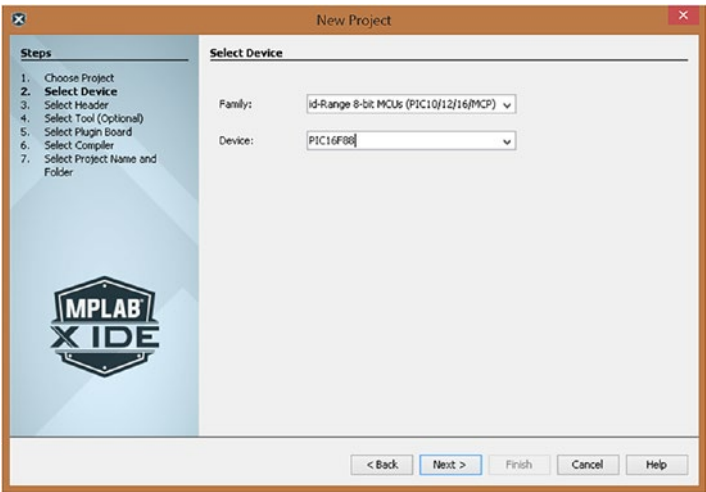 New Project
Steps
1. Choose Project
2. Select Device
3. Select Header
4. Select Tool (Optional)
5. Select Plugin Board
6. Select Compiler
7. Select Project Name and
Folder
Select Device
Family: id-Range 8-bit MCUs (PIC10/12/16/MCP)
Device: PIC16F88
MPLAB
X IDE
< Back Next > Finish Cancel Help